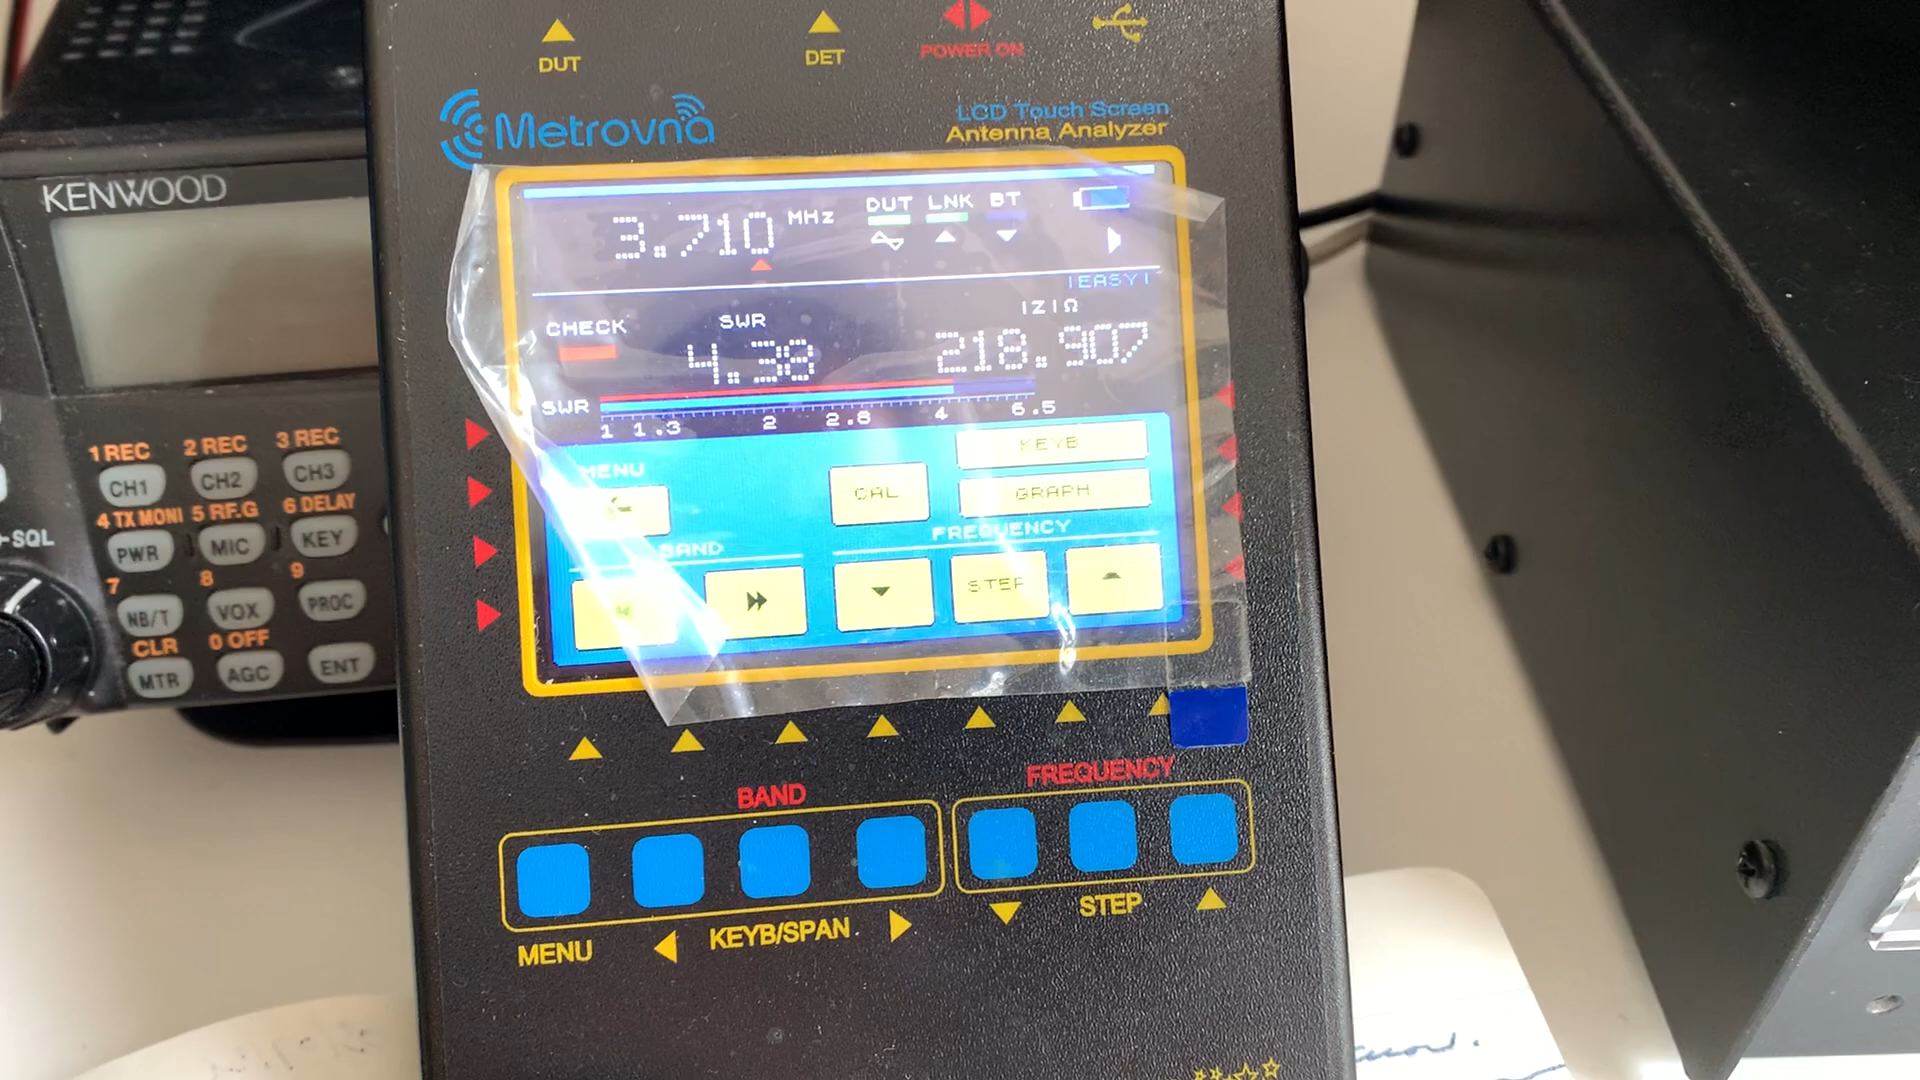 DUT
DET
POWER ON
Metrovna
LCD Touch Screen
Antenna Analyzer
3.710 MHz
DUT LNK BT
|EASY|
CHECK
SWR
4.38
|Z|Ω
218.907
SWR
1 1.3 2 2.8 4 6.5
MENU
CAL
KEYB
GRAPH
BAND
FREQUENCY
STEP
BAND
FREQUENCY
MENU
KEYB/SPAN
STEP
KENWOOD
1 REC 2 REC 3 REC
CH1 CH2 CH3
4 TX MONI 5 RF.G 6 DELAY
PWR MIC KEY
7 8 9
NB/T VOX PROC
CLR 0 OFF
MTR AGC ENT
SQL